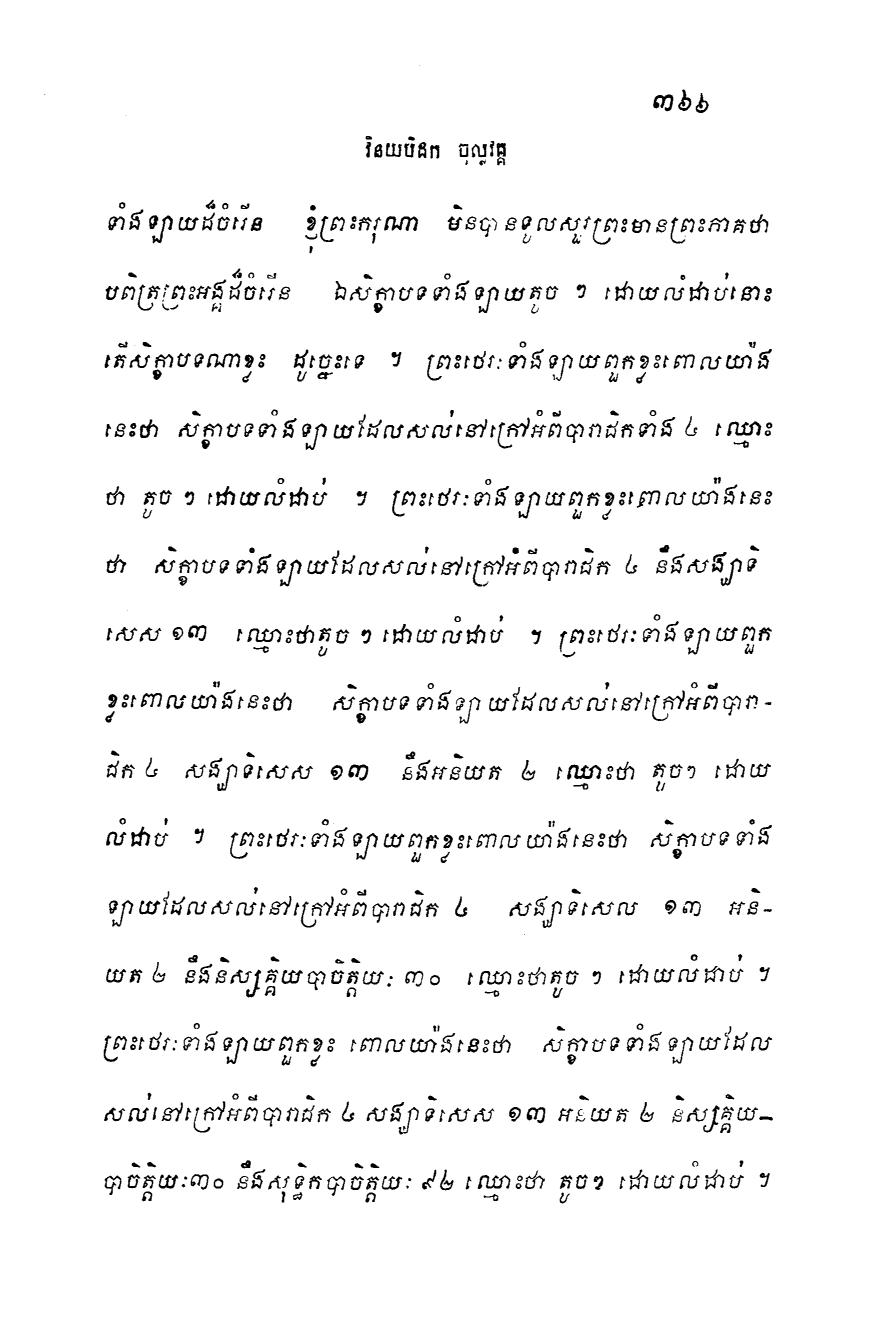 ៣៦៦
វិនយបិដក ចុល្លវគ្គ
ទាំងឡាយដ៏ចំរើន ខ្ញុំព្រះករុណា មិនបានទូលសួរព្រះមានព្រះភាគថា
បពិត្រព្រះអង្គដ៏ចំរើន ឯសិក្ខាបទទាំងឡាយតូច ៗ ដោយលំដាប់នោះ
តើសិក្ខាបទណាខ្លះ ដូច្នេះទេ ។ ព្រះថេរៈទាំងឡាយពួកខ្លះពោលយ៉ាង
នេះថា សិក្ខាបទទាំងឡាយដែលសល់នៅក្រៅអំពីបារាជិកទាំង ៤ ឈ្មោះ
ថា តូច ៗ ដោយលំដាប់ ។ ព្រះថេរៈទាំងឡាយពួកខ្លះពោលយ៉ាងនេះ
ថា សិក្ខាបទទាំងឡាយដែលសល់នៅក្រៅអំពីបារាជិក ៤ នឹងសង្ឃាទិ
សេស ១៣ ឈ្មោះថាតូច ៗ ដោយលំដាប់ ។ ព្រះថេរៈទាំងឡាយពួក
ខ្លះពោលយ៉ាងនេះថា សិក្ខាបទទាំងឡាយដែលសល់នៅក្រៅអំពីបារា-
ជិក ៤ សង្ឃាទិសេស ១៣ នឹងអនិយត ២ ឈ្មោះថា តូចៗ ដោយ
លំដាប់ ។ ព្រះថេរៈទាំងឡាយពួកខ្លះពោលយ៉ាងនេះថា សិក្ខាបទទាំង
ឡាយដែលសល់នៅក្រៅអំពីបារាជិក ៤ សង្ឃាទិសេស ១៣ អនិ-
យត ២ នឹងនិស្សគ្គិយបាចិត្តិយៈ ៣០ ឈ្មោះថាតូច ៗ ដោយលំដាប់ ។
ព្រះថេរៈទាំងឡាយពួកខ្លះ ពោលយ៉ាងនេះថា សិក្ខាបទទាំងឡាយដែល
សល់នៅក្រៅអំពីបារាជិក ៤ សង្ឃាទិសេស ១៣ អនិយត ២ និស្សគ្គិយ-
បាចិត្តិយៈ៣០ នឹងសុទ្ធិកបាចិត្តិយៈ ៩២ ឈ្មោះថា តូចៗ ដោយលំដាប់ ។